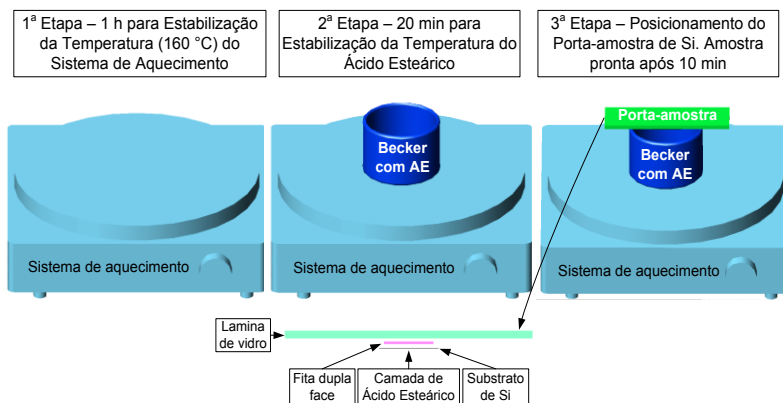 1ª Etapa – 1 h para Estabilização
da Temperatura (160 °C) do
Sistema de Aquecimento
2ª Etapa – 20 min para
Estabilização da Temperatura do
Ácido Esteárico
3ª Etapa – Posicionamento do
Porta-amostra de Si. Amostra
pronta após 10 min
Sistema de aquecimento
Becker
com AE
Sistema de aquecimento
Porta-amostra
Becker
com AE
Sistema de aquecimento
Lamina
de vidro
Fita dupla
face
Camada de
Ácido Esteárico
Substrato
de Si